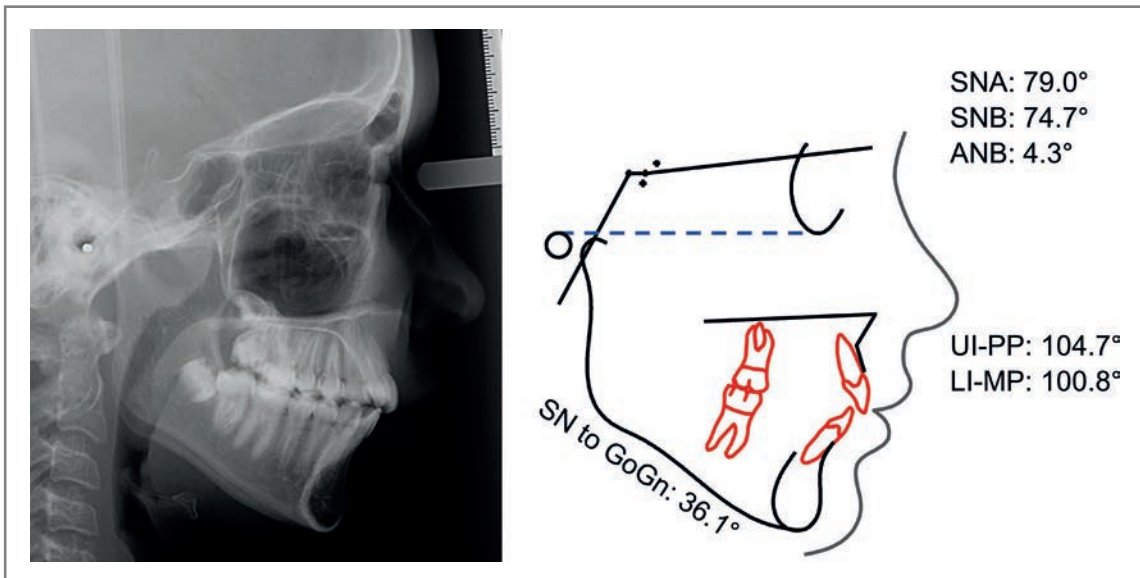 SNA: 79.0°
SNB: 74.7°
ANB: 4.3°
UI-PP: 104.7°
LI-MP: 100.8°
SN to GoGn: 36.1°